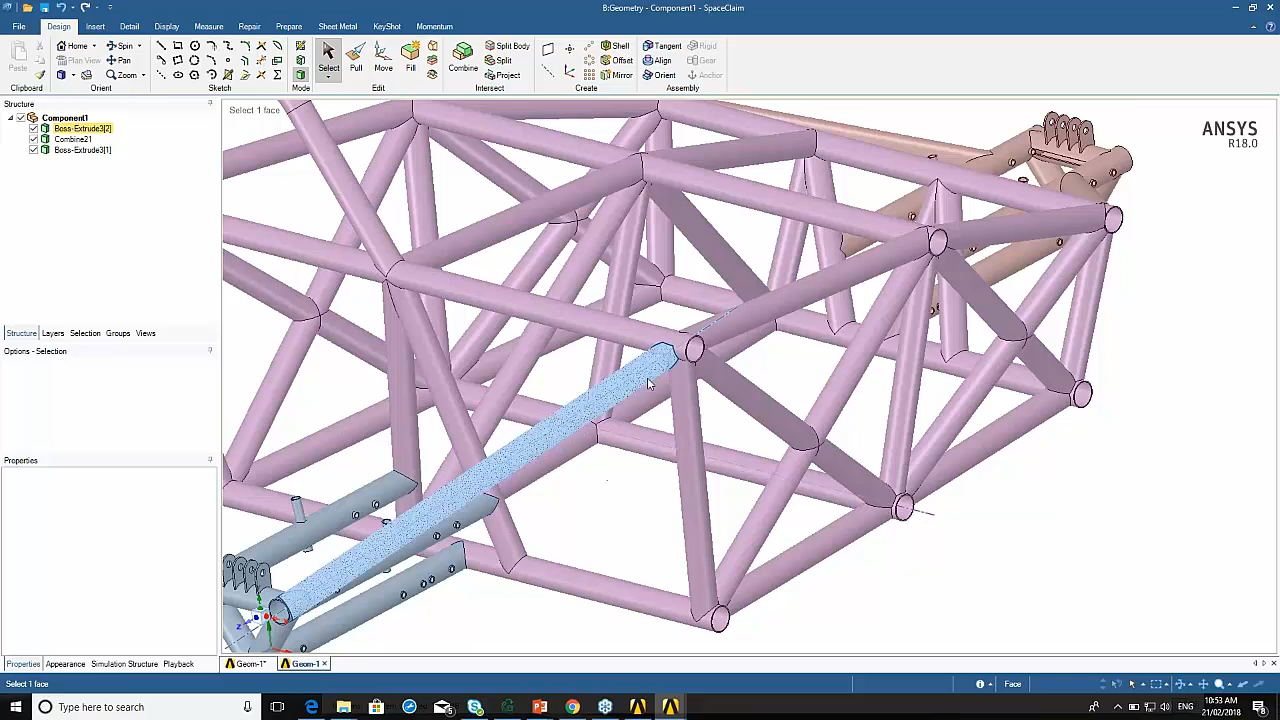 B:Geometry - Component1 - SpaceClaim
File Design Insert Detail Display Measure Repair Prepare Sheet Metal KeyShot Momentum
Paste
Home Spin
Plan View Pan
Zoom
Select Pull Move Fill
Combine Split Body
Split
Project
Shell
Offset
Mirror
Tangent Rigid
Align Gear
Orient Anchor
Clipboard Orient Sketch Mode Edit Intersect Create Assembly
Structure
Component1
Boss-Extrude3[2]
Combine21
Boss-Extrude3[1]
Select 1 face
ANSYS
R18.0
Structure Layers Selection Groups Views
Options - Selection
Properties
z
Properties Appearance Simulation Structure Playback
Geom-1* Geom-1
Select 1 face
Face
Type here to search
10:53 AM
21/02/2018